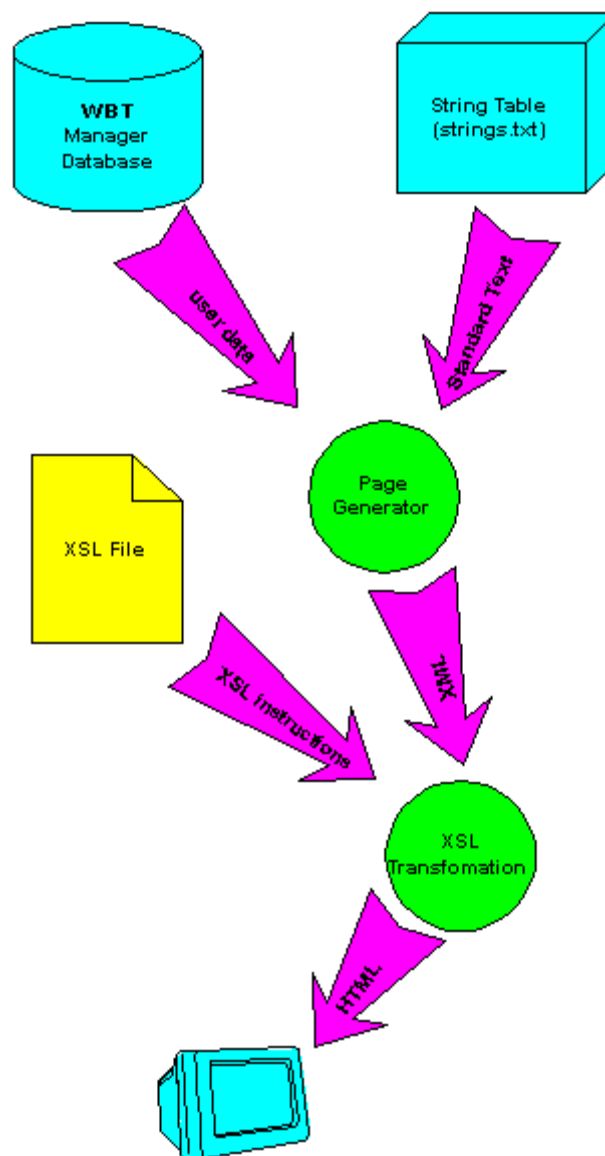 WBT
Manager
Database
String Table
(strings.txt)
user data
Standard Text
Page
Generator
XSL File
XML
XSL instructions
XSL
Transfomation
HTML